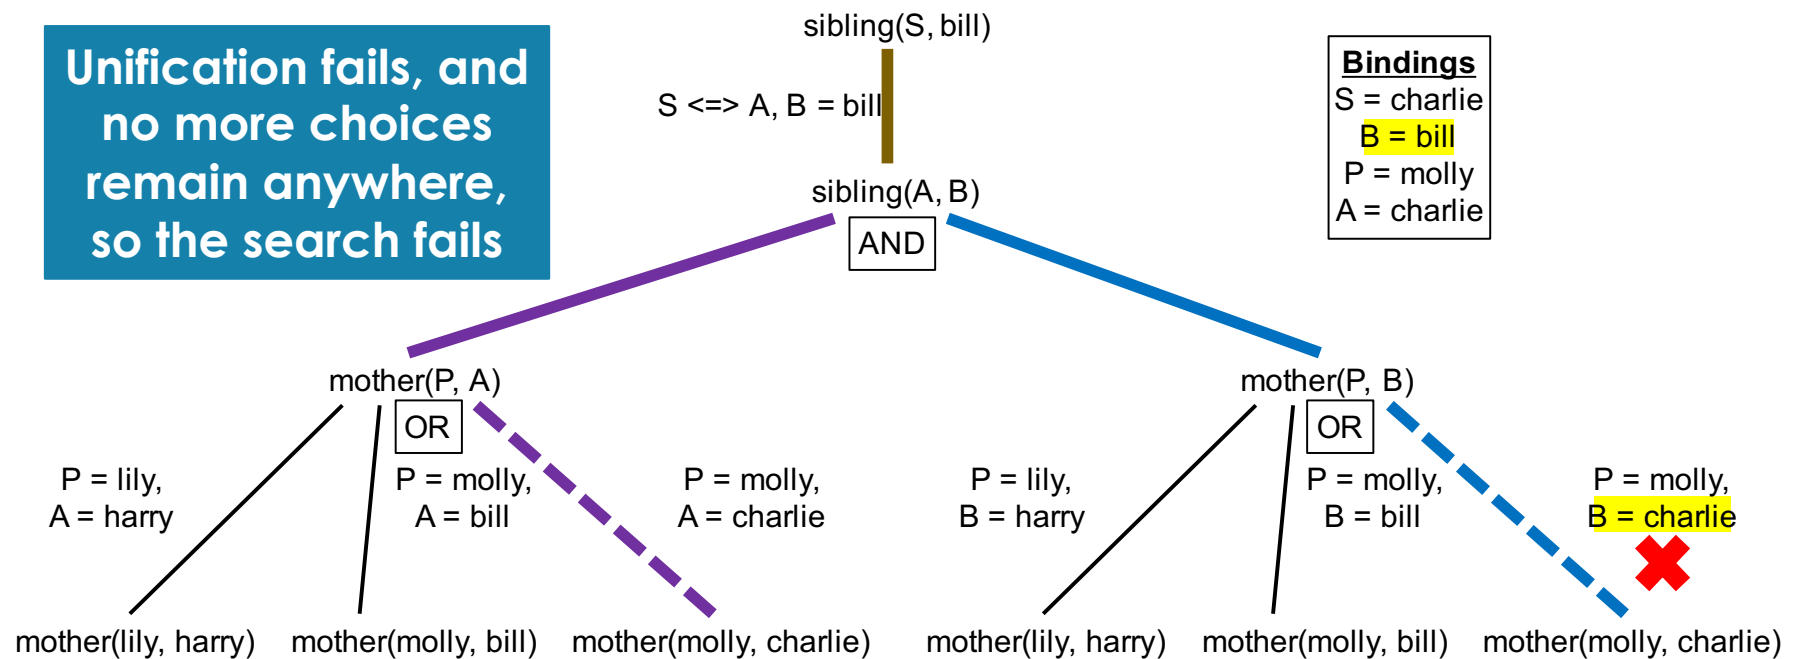 Unification fails, and
no more choices
remain anywhere,
so the search fails
sibling(S, bill)
S <=> A, B = bill
Bindings
S = charlie
B = bill
P = molly
A = charlie
sibling(A, B)
AND
mother(P, A)
OR
mother(P, B)
OR
P = lily,
A = harry
P = molly,
A = bill
P = molly,
A = charlie
P = lily,
B = harry
P = molly,
B = bill
P = molly,
B = charlie
mother(lily, harry)
mother(molly, bill)
mother(molly, charlie)
mother(lily, harry)
mother(molly, bill)
mother(molly, charlie)